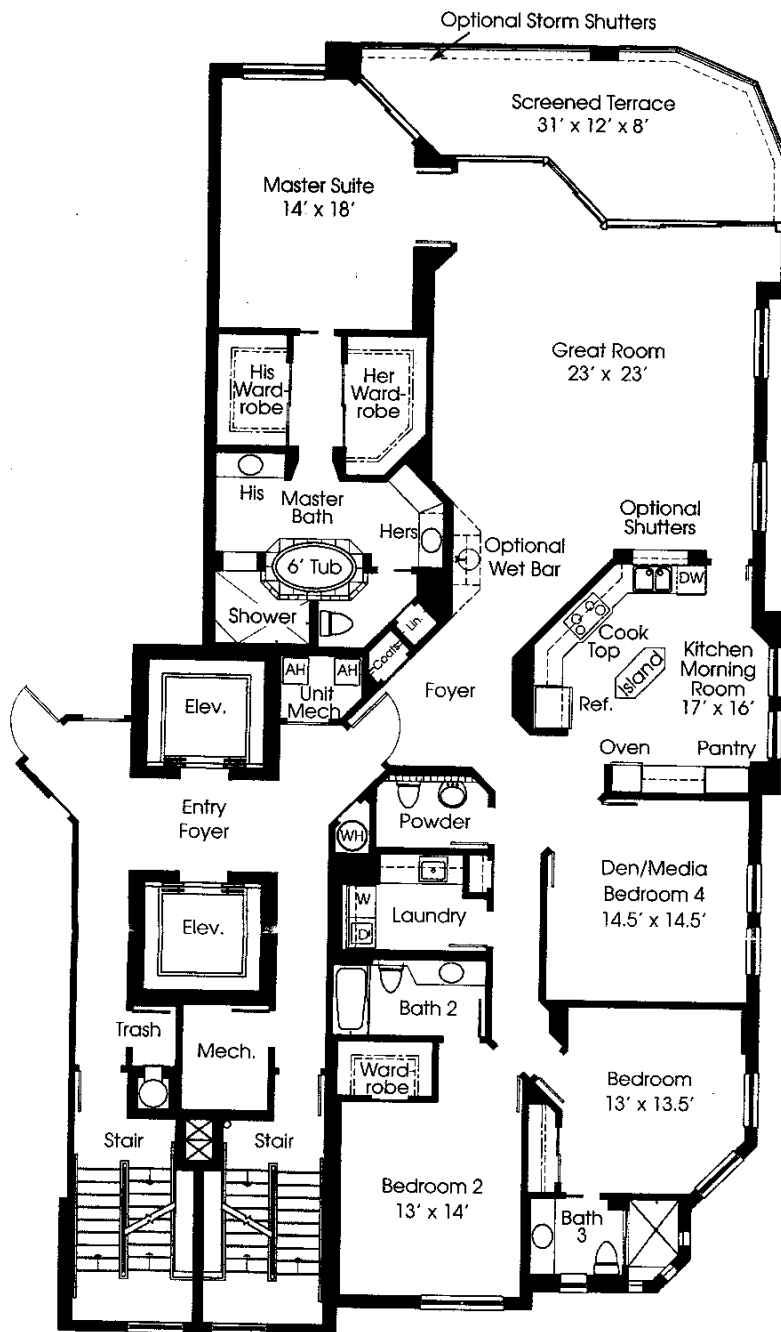 Optional Storm Shutters
Screened Terrace
31' x 12' x 8'
Master Suite
14' x 18'
Great Room
23' x 23'
His
Ward-
robe
Her
Ward-
robe
His
Master
Bath
Hers
6' Tub
Shower
Optional
Wet Bar
Optional
Shutters
DW
Cook
Top
Island
Kitchen
Morning
Room
17' x 16'
Ref.
Lin.
Coats
AH
AH
Unit
Mech.
Elev.
Foyer
Oven
Pantry
Entry
Foyer
WH
Powder
Den/Media
Bedroom 4
14.5' x 14.5'
W
D
Laundry
Elev.
Bath 2
Trash
Mech.
Ward-
robe
Bedroom
13' x 13.5'
Stair
Stair
Bedroom 2
13' x 14'
Bath
3